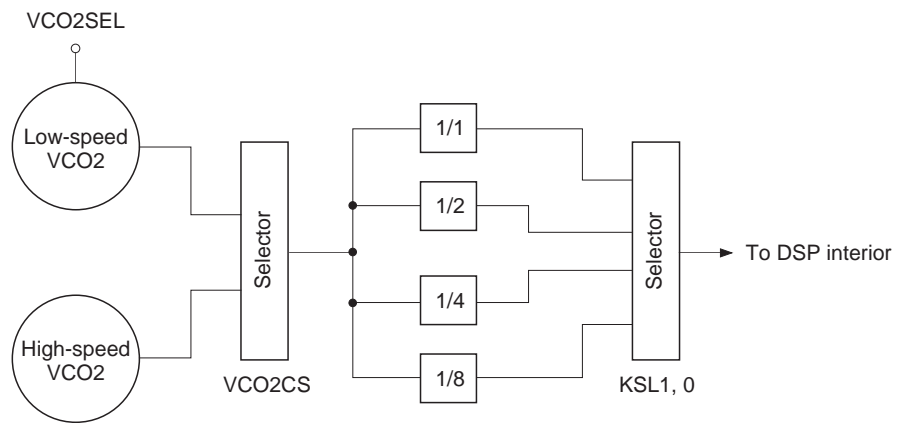 VCO2SEL
Low-speed
VCO2
High-speed
VCO2
Selector
VCO2CS
1/1
1/2
1/4
1/8
Selector
KSL1, 0
To DSP interior